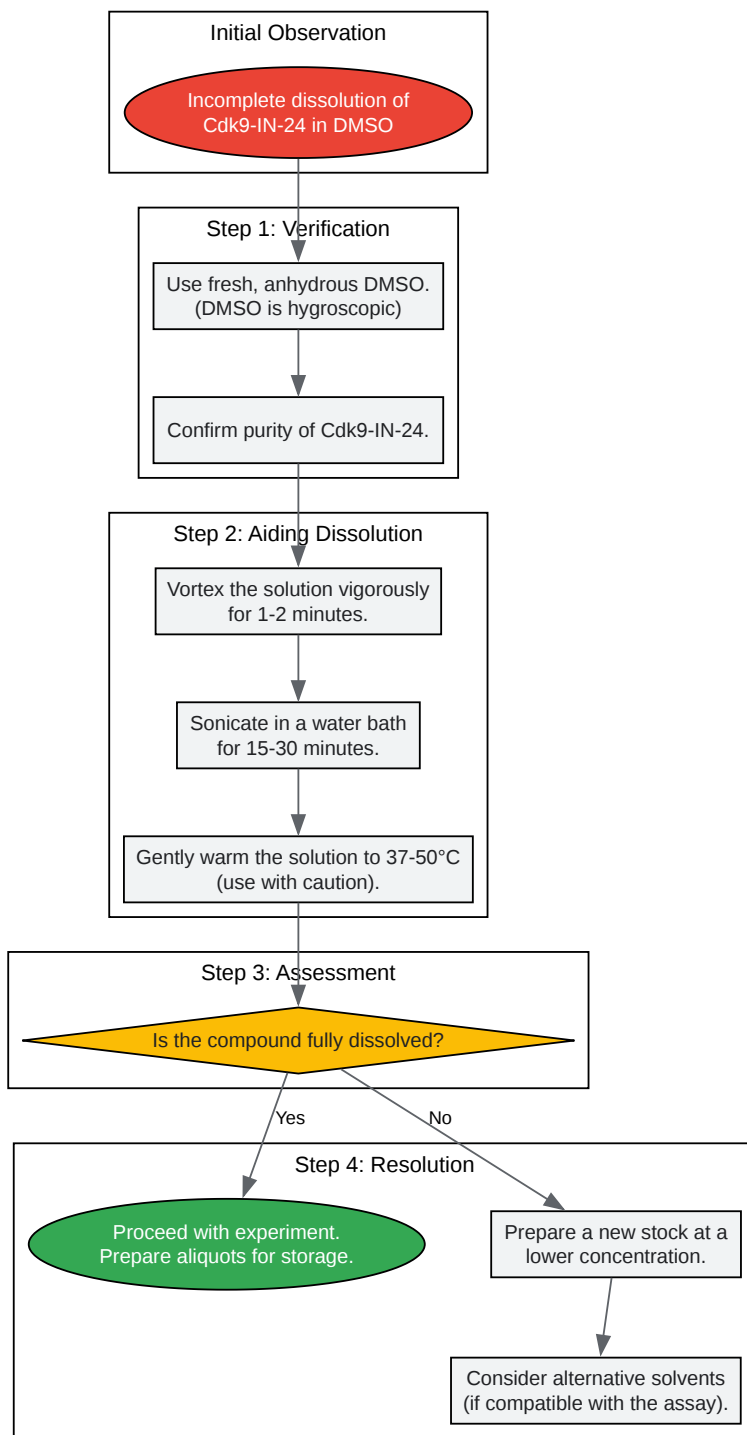 Initial Observation
Incomplete dissolution of
Cdk9-IN-24 in DMSO
Step 1: Verification
Use fresh, anhydrous DMSO.
(DMSO is hygroscopic)
Confirm purity of Cdk9-IN-24.
Step 2: Aiding Dissolution
Vortex the solution vigorously
for 1-2 minutes.
Sonicate in a water bath
for 15-30 minutes.
Gently warm the solution to 37-50°C
(use with caution).
Step 3: Assessment
Is the compound fully dissolved?
Yes
No
Step 4: Resolution
Proceed with experiment.
Prepare aliquots for storage.
Prepare a new stock at a
lower concentration.
Consider alternative solvents
(if compatible with the assay).